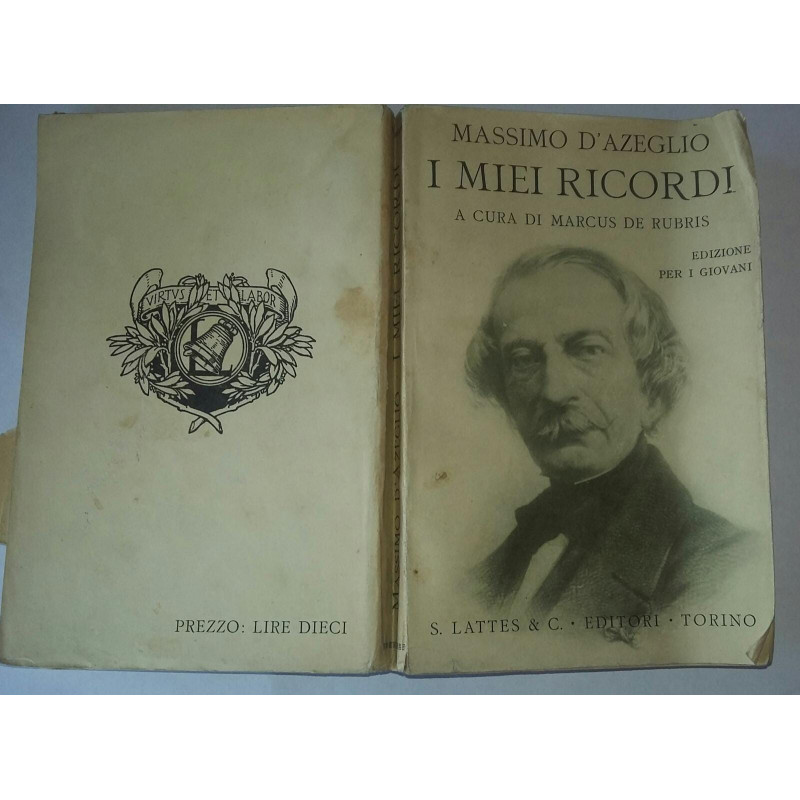 VIRTVS ET LABOR
L
PREZZO: LIRE DIECI
MASSIMO D'AZEGLIO I MIEI RICORDI
MASSIMO D'AZEGLIO
I MIEI RICORDI
A CURA DI MARCUS DE RUBRIS
EDIZIONE
PER I GIOVANI
S. LATTES & C. · EDITORI · TORINO